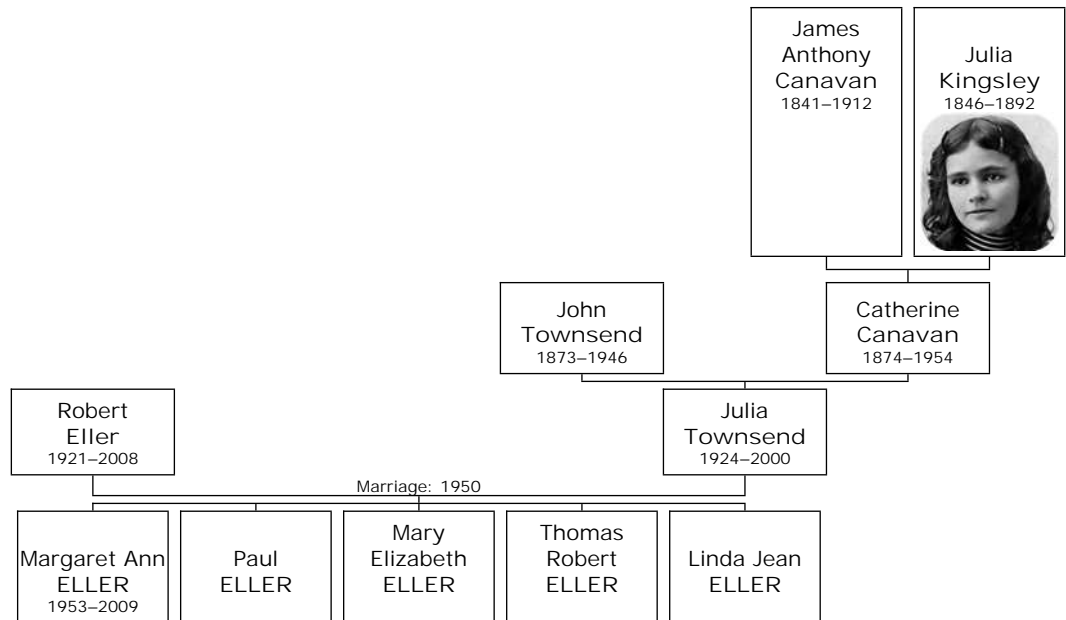 James
Anthony
Canavan
1841–1912
Julia
Kingsley
1846–1892
John
Townsend
1873–1946
Catherine
Canavan
1874–1954
Robert
Eller
1921–2008
Julia
Townsend
1924–2000
Marriage: 1950
Margaret Ann
ELLER
1953–2009
Paul
ELLER
Mary
Elizabeth
ELLER
Thomas
Robert
ELLER
Linda Jean
ELLER